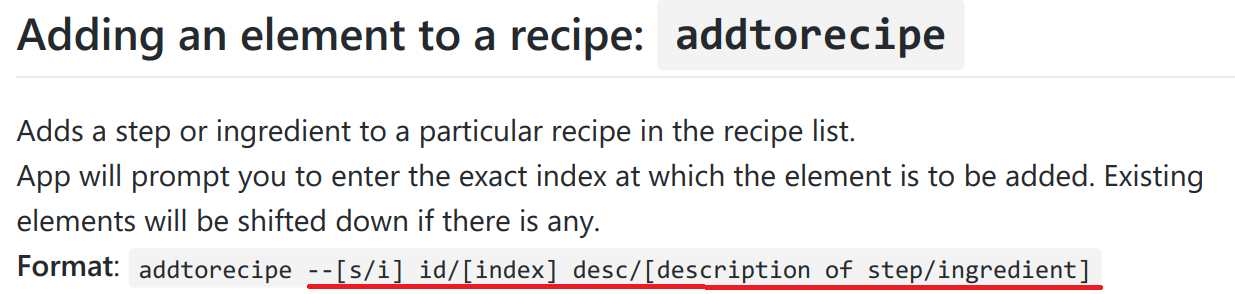 Adding an element to a recipe: addtorecipe
Adds a step or ingredient to a particular recipe in the recipe list.
App will prompt you to enter the exact index at which the element is to be added. Existing
elements will be shifted down if there is any.
Format: addtorecipe --[s/i] id/[index] desc/[description of step/ingredient]